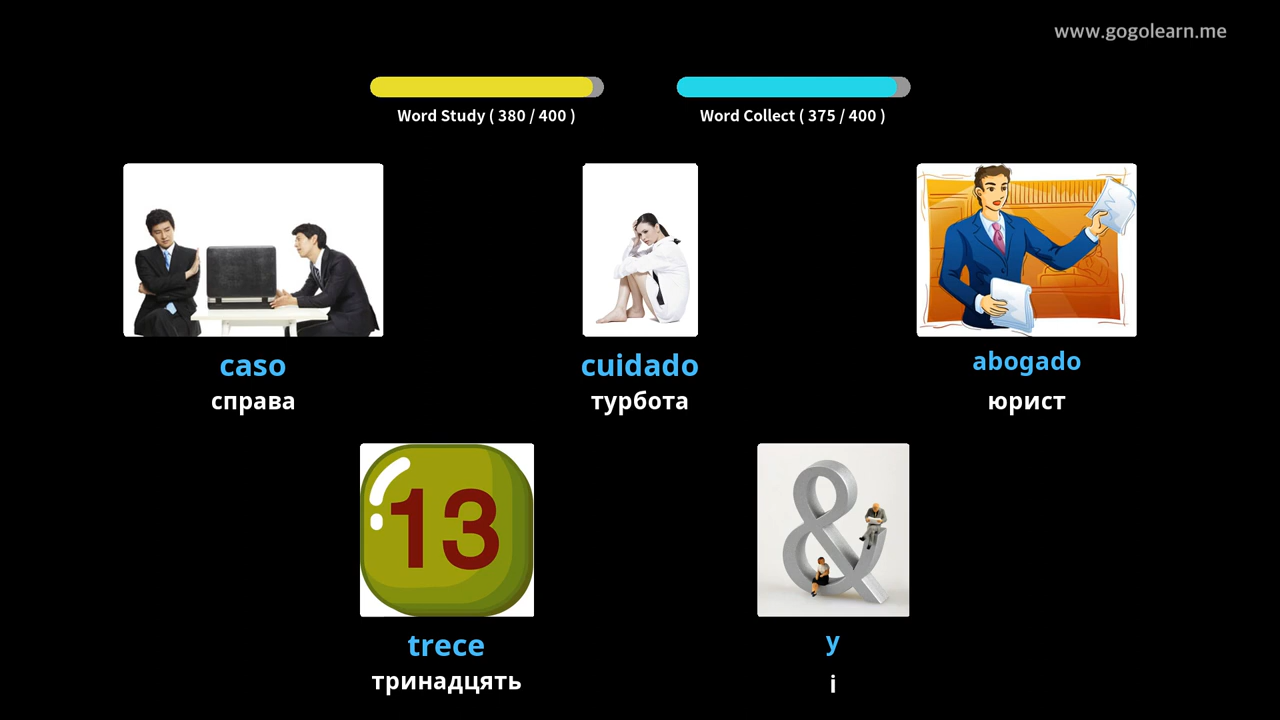 www.gogolearn.me
Word Study ( 380 / 400 )
Word Collect ( 375 / 400 )
caso
справа
cuidado
турбота
abogado
юрист
13
&
trece
тринадцять
y
і